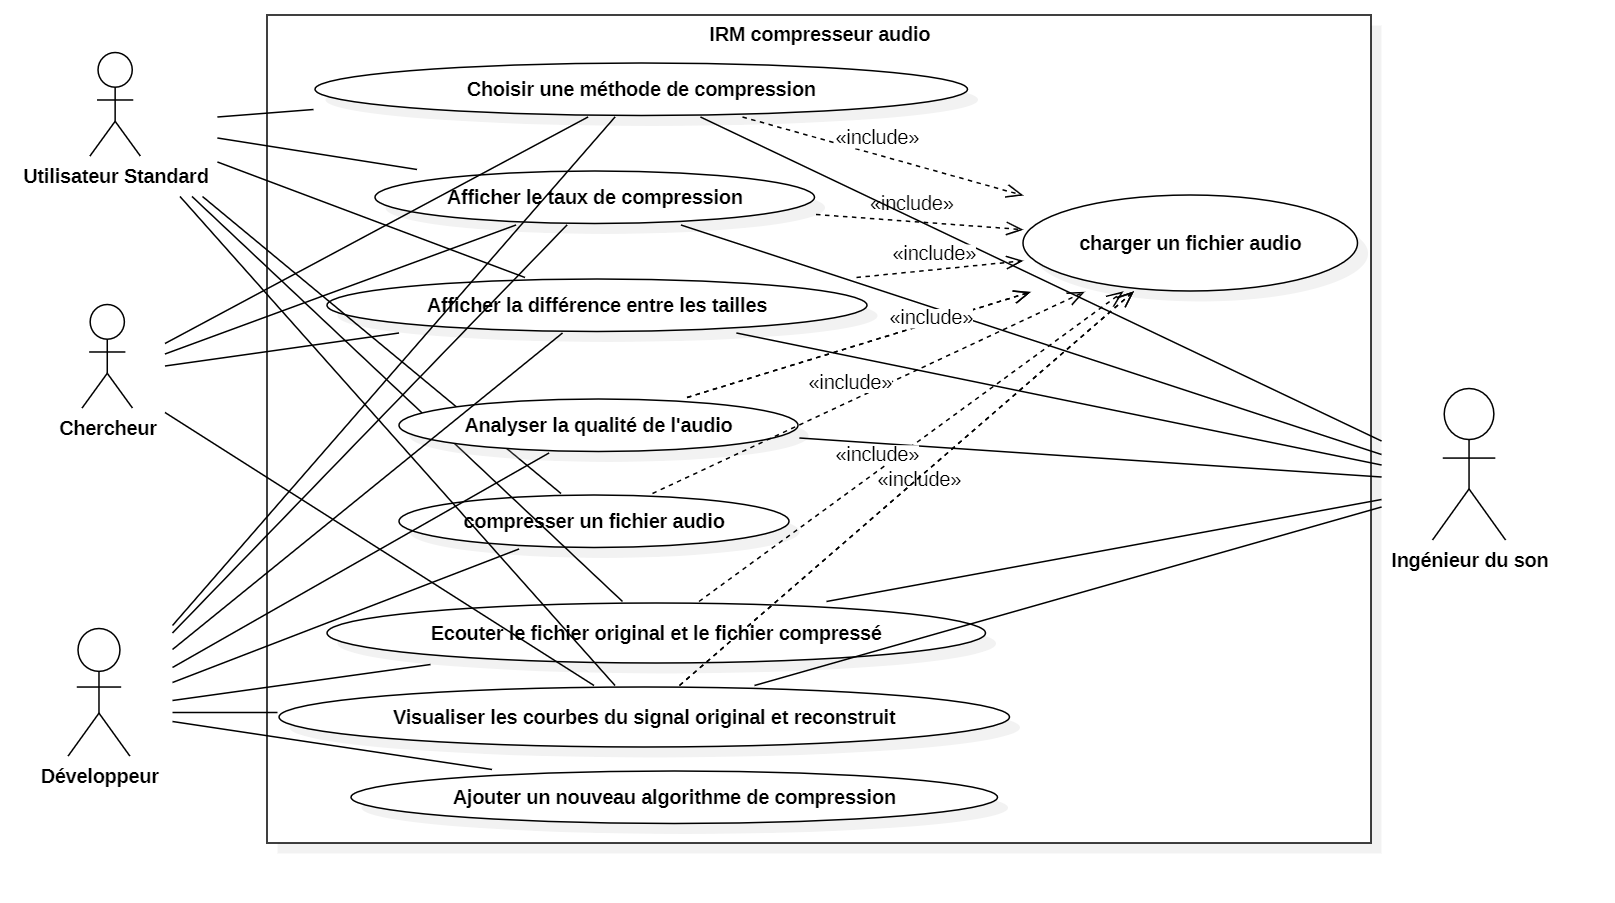 IRM compresseur audio
Choisir une méthode de compression
«include»
Utilisateur Standard
Afficher le taux de compression
«include»
charger un fichier audio
«include»
Afficher la différence entre les tailles
«include»
«include»
Chercheur
Analyser la qualité de l'audio
«include»
«include»
compresser un fichier audio
Ingénieur du son
Ecouter le fichier original et le fichier compressé
Visualiser les courbes du signal original et reconstruit
Développeur
Ajouter un nouveau algorithme de compression